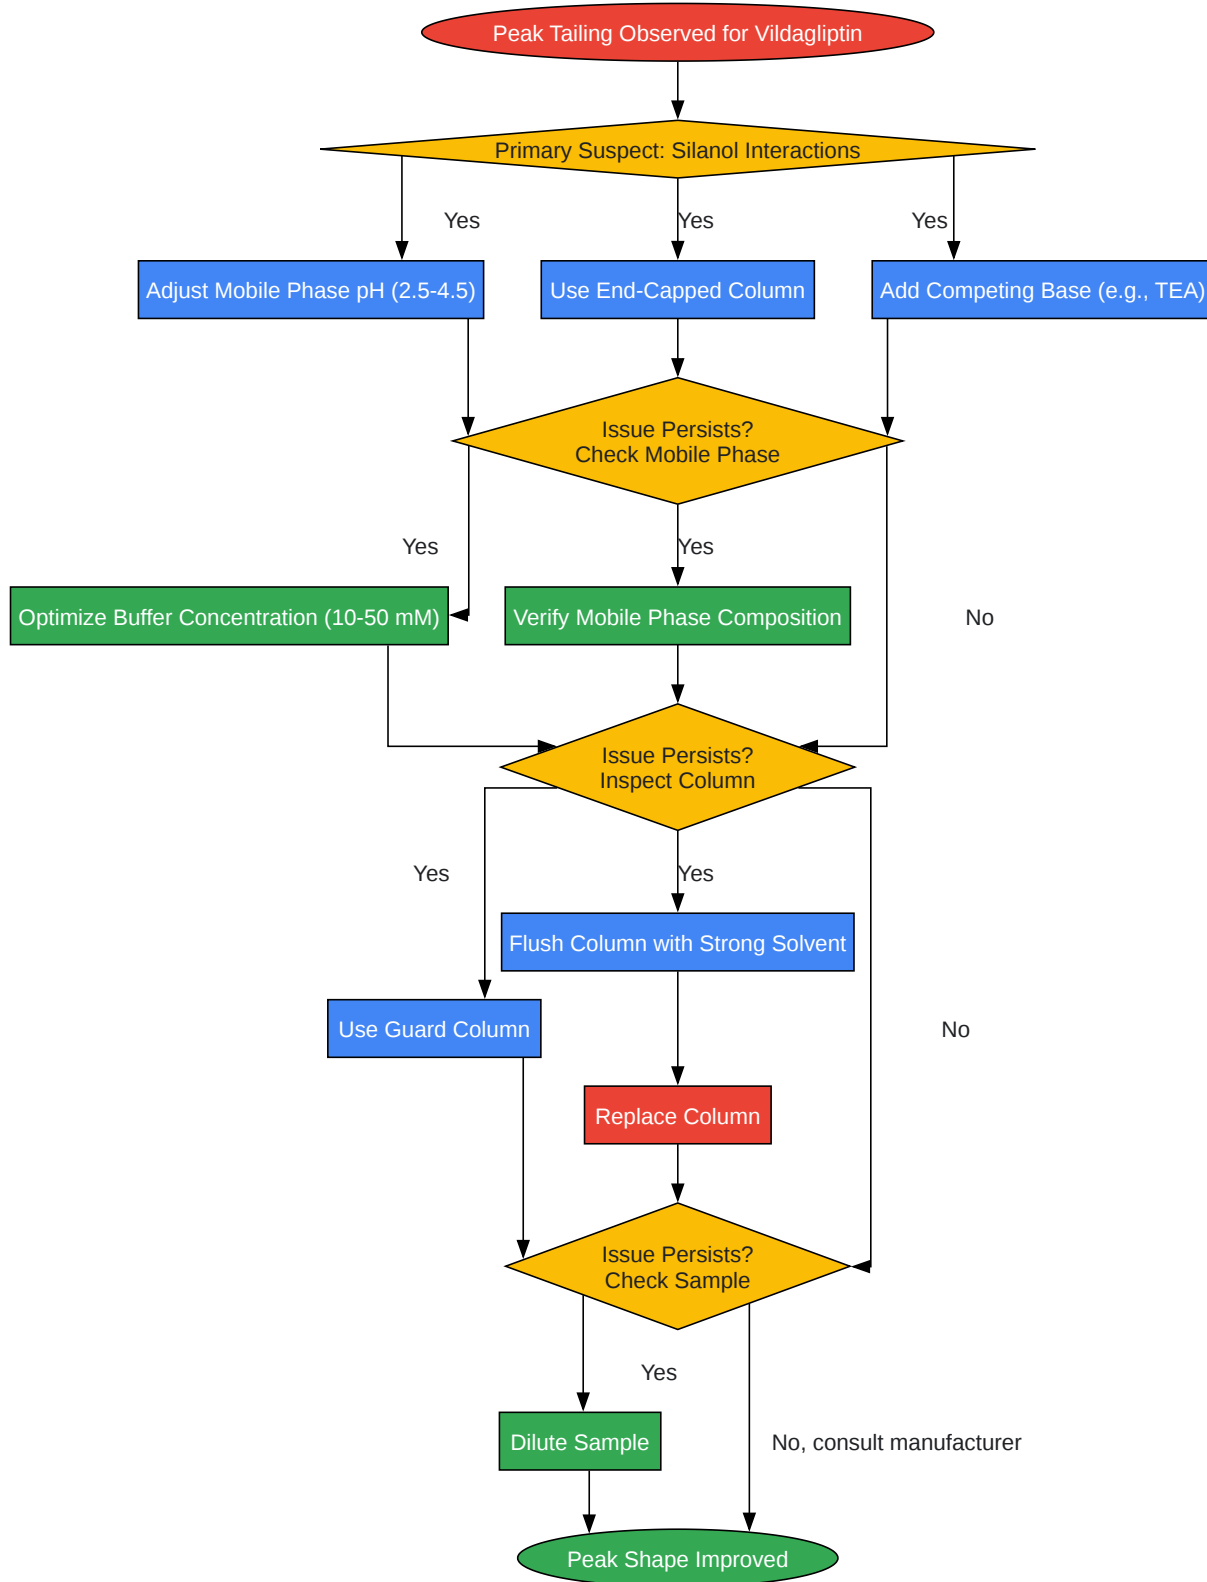 Peak Tailing Observed for Vildagliptin
Primary Suspect: Silanol Interactions
Yes
Yes
Yes
Adjust Mobile Phase pH (2.5-4.5)
Use End-Capped Column
Add Competing Base (e.g., TEA)
Issue Persists?
Check Mobile Phase
Yes
Yes
Optimize Buffer Concentration (10-50 mM)
Verify Mobile Phase Composition
No
Issue Persists?
Inspect Column
Yes
Yes
Flush Column with Strong Solvent
Use Guard Column
No
Replace Column
Issue Persists?
Check Sample
Yes
Dilute Sample
No, consult manufacturer
Peak Shape Improved